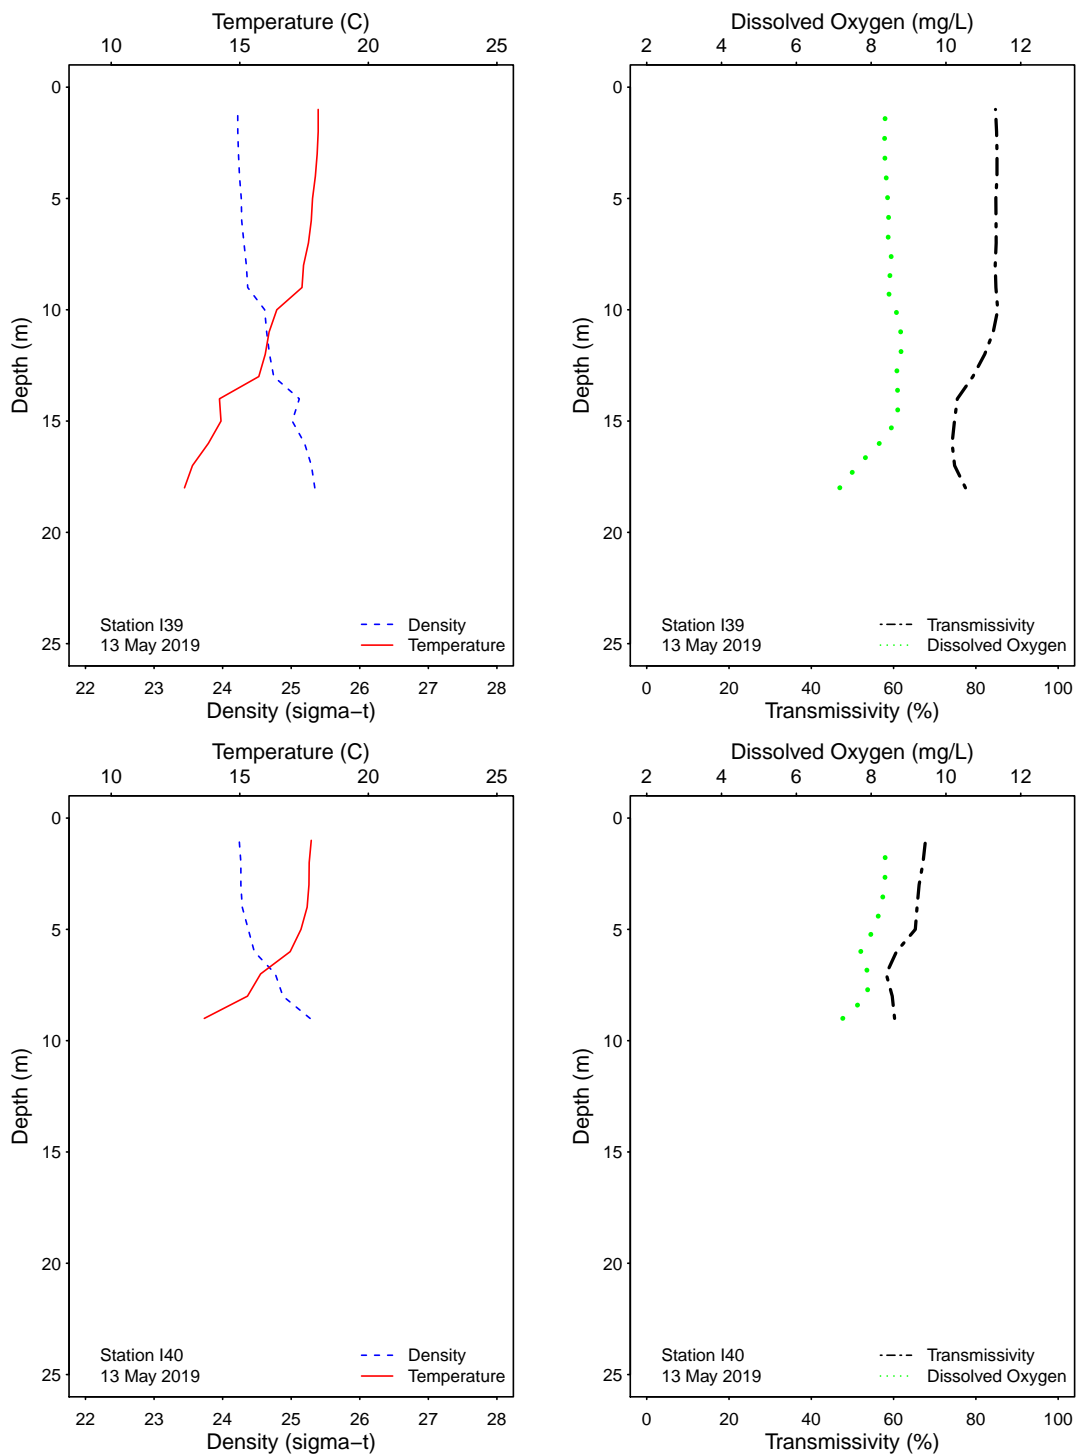 Temperature (C)
10 15 20 25
0
5
10
15
20
25
Depth (m)
Station I39
13 May 2019
Density
Temperature
22 23 24 25 26 27 28
Density (sigma−t)
Dissolved Oxygen (mg/L)
2 4 6 8 10 12
0
5
10
15
20
25
Depth (m)
Station I39
13 May 2019
Transmissivity
Dissolved Oxygen
0 20 40 60 80 100
Transmissivity (%)
Temperature (C)
10 15 20 25
0
5
10
15
20
25
Depth (m)
Station I40
13 May 2019
Density
Temperature
22 23 24 25 26 27 28
Density (sigma−t)
Dissolved Oxygen (mg/L)
2 4 6 8 10 12
0
5
10
15
20
25
Depth (m)
Station I40
13 May 2019
Transmissivity
Dissolved Oxygen
0 20 40 60 80 100
Transmissivity (%)